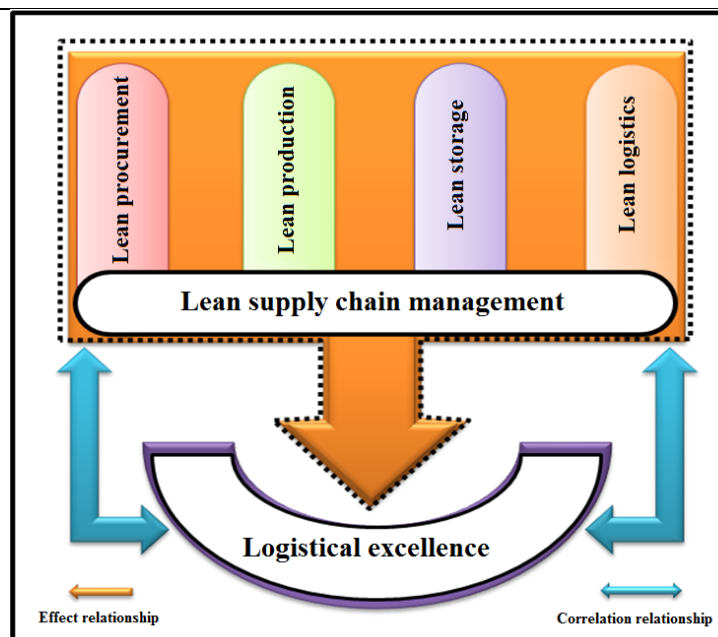 Lean procurement
Lean production
Lean storage
Lean logistics
Lean supply chain management
Logistical excellence
Effect relationship
Correlation relationship